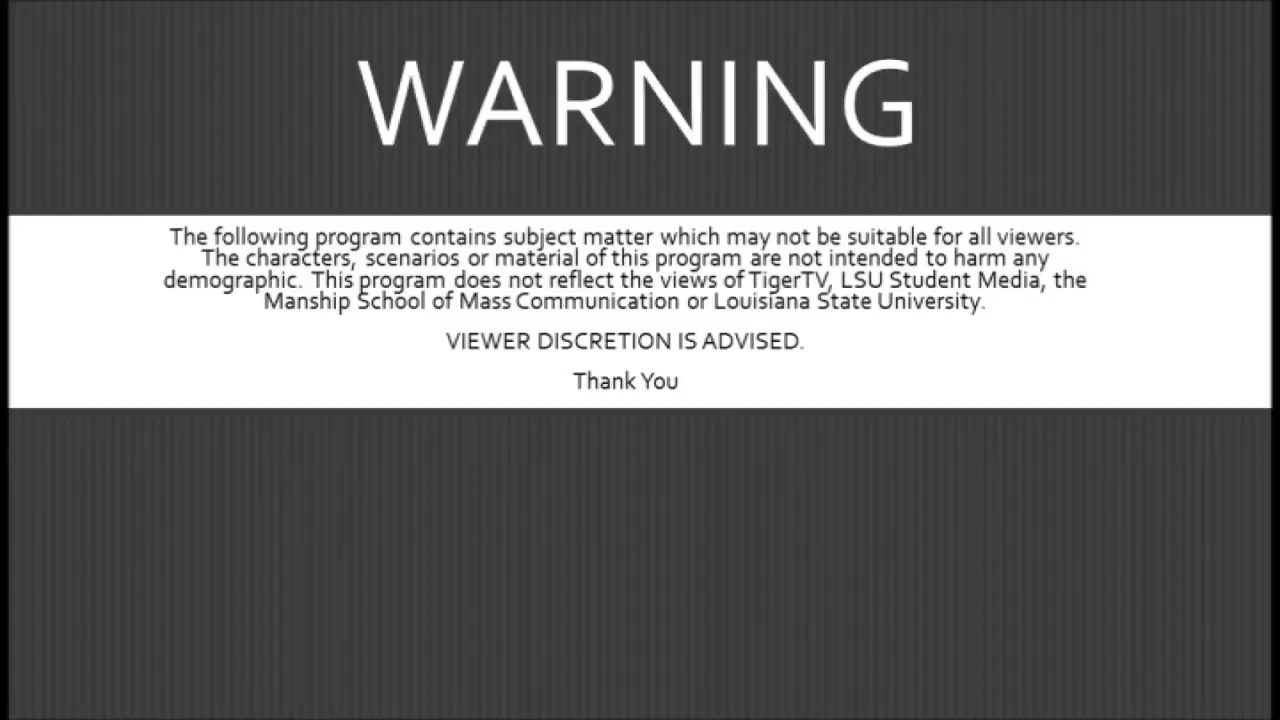 WARNING
The following program contains subject matter which may not be suitable for all viewers.
The characters, scenarios or material of this program are not intended to harm any
demographic. This program does not reflect the views of TigerTV, LSU Student Media, the
Manship School of Mass Communication or Louisiana State University.
VIEWER DISCRETION IS ADVISED.
Thank You